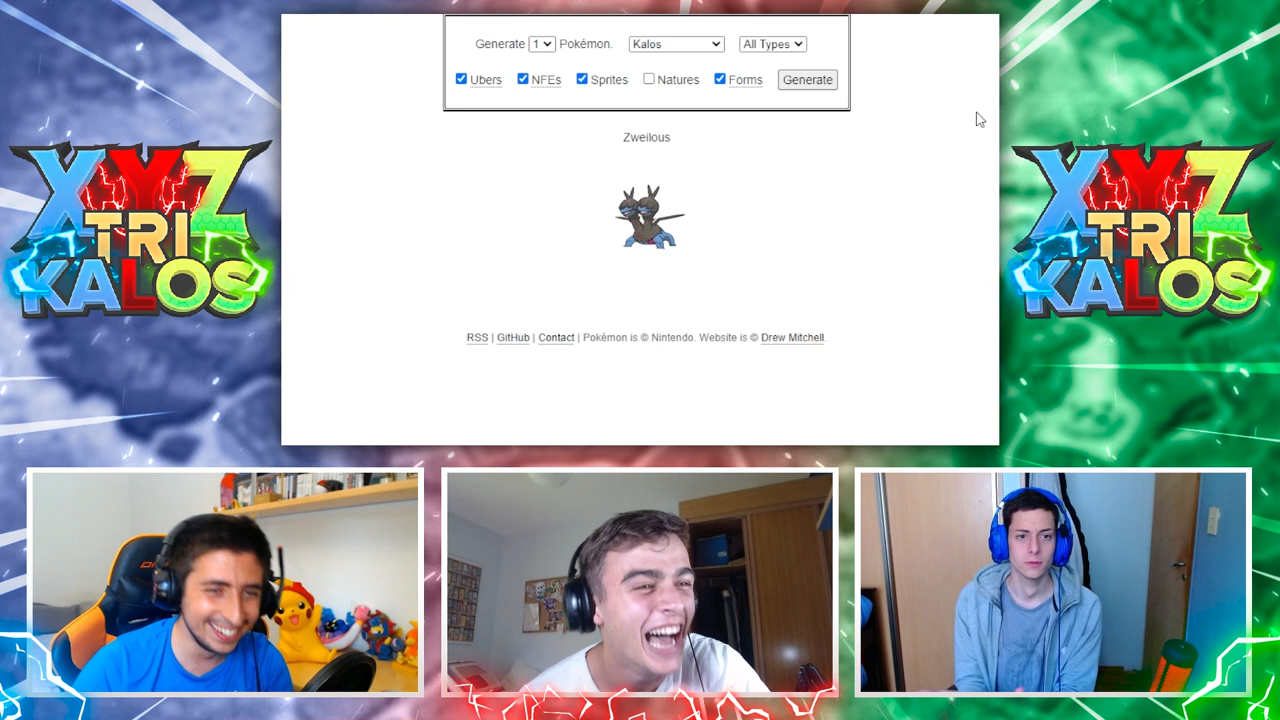 Generate 1 Pokémon. Kalos All Types
Ubers NFEs Sprites Natures Forms Generate
Zweilous
RSS | GitHub | Contact | Pokémon is © Nintendo. Website is © Drew Mitchell.
XYZ
TRI
KALOS
XYZ
TRI
KALOS